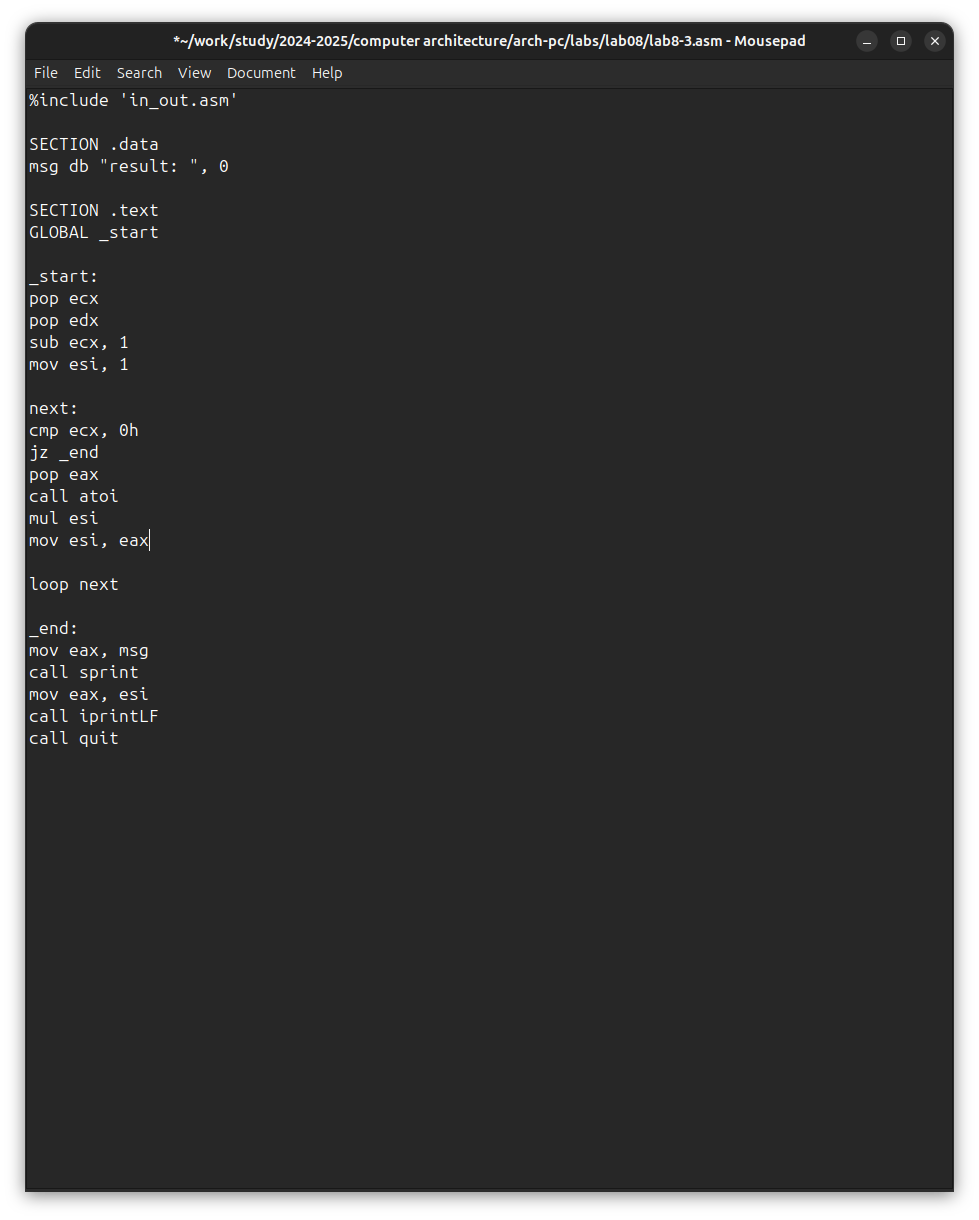 *~/work/study/2024-2025/computer architecture/arch-pc/labs/lab08/lab8-3.asm - Mousepad
File Edit Search View Document Help
%include 'in_out.asm'
SECTION .data
msg db "result: ", 0
SECTION .text
GLOBAL _start
_start:
pop ecx
pop edx
sub ecx, 1
mov esi, 1
next:
cmp ecx, 0h
jz _end
pop eax
call atoi
mul esi
mov esi, eax
loop next
_end:
mov eax, msg
call sprint
mov eax, esi
call iprintLF
call quit